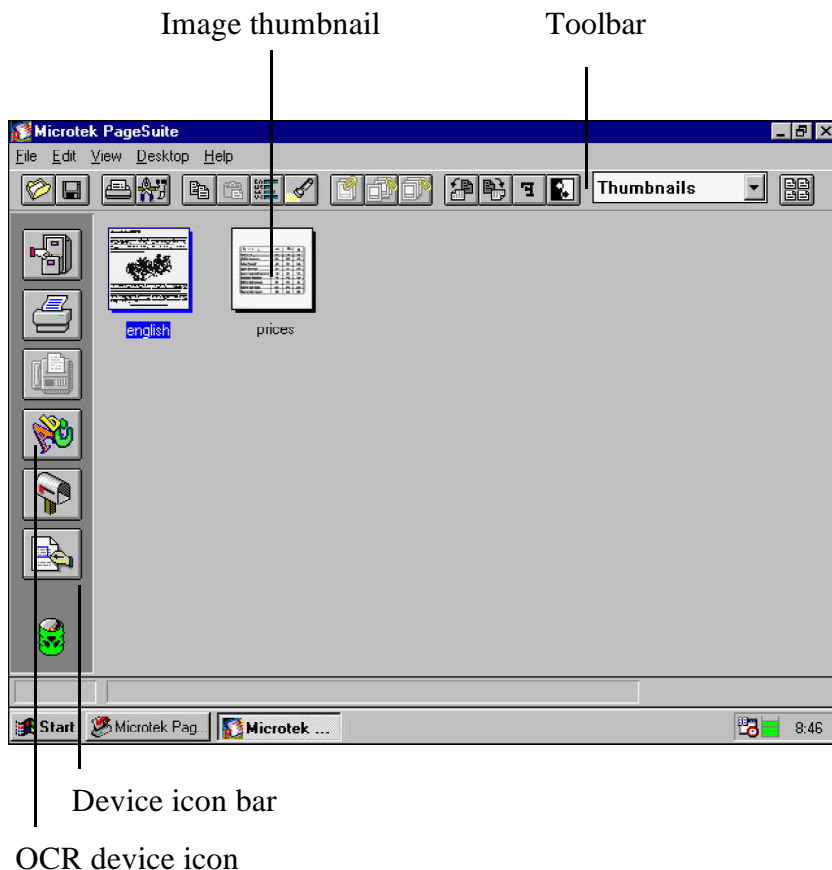 Image thumbnail Toolbar
Microtek PageSuite
File Edit View Desktop Help
Thumbnails
english prices
Start Microtek Pag... Microtek ... 8:46
Device icon bar
OCR device icon